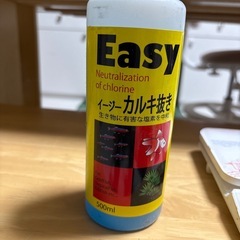 Easy
Neutralization
of chlorine
イージーカルキ抜き
生き物に有害な塩素を中和
500ml